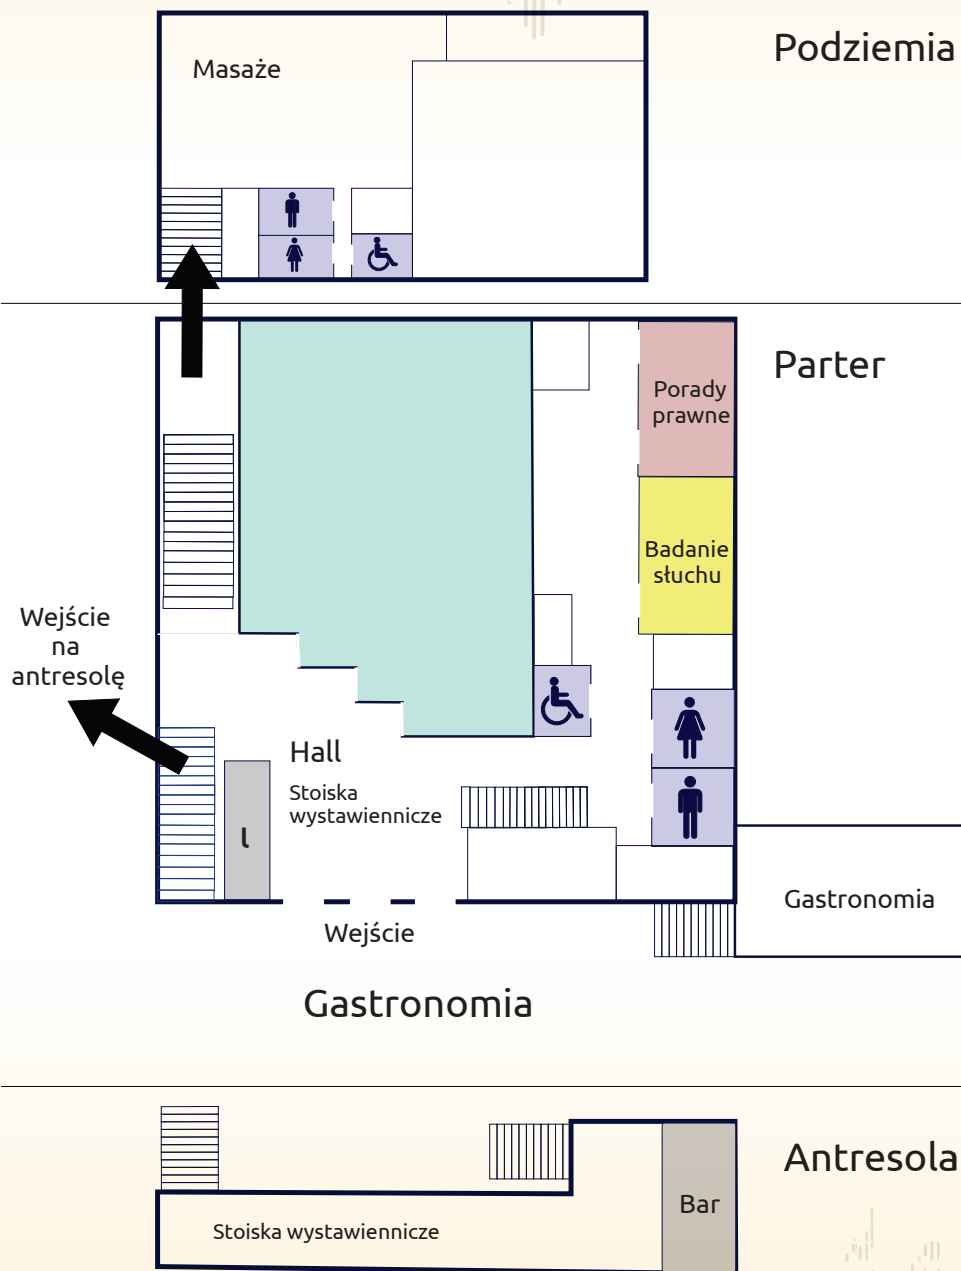 Podziemia
Masaże
Parter
Porady
prawne
Badanie
słuchu
Wejście
na
antresolę
Hall
Stoiska
wystawiennicze
l
Gastronomia
Wejście
Gastronomia
Antresola
Bar
Stoiska wystawiennicze